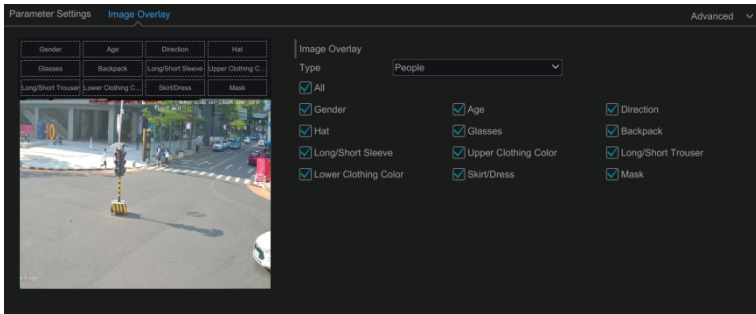 Parameter Settings Image Overlay Advanced
Gender Age Direction Hat
Glasses Backpack Long/Short Sleeve Upper Clothing C...
Long/Short Trouser Lower Clothing C... Skirt/Dress Mask
Image Overlay
Type People
All
Gender Age Direction
Hat Glasses Backpack
Long/Short Sleeve Upper Clothing Color Long/Short Trouser
Lower Clothing Color Skirt/Dress Mask